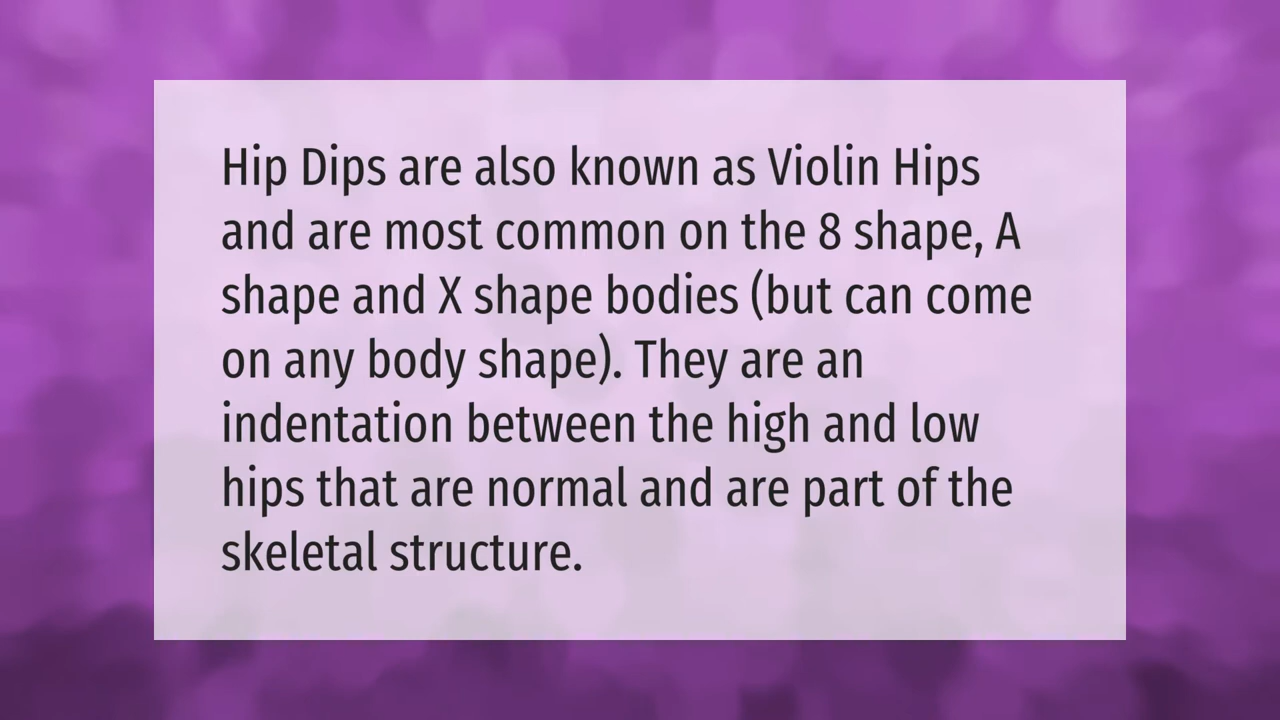 Hip Dips are also known as Violin Hips
and are most common on the 8 shape, A
shape and X shape bodies (but can come
on any body shape). They are an
indentation between the high and low
hips that are normal and are part of the
skeletal structure.